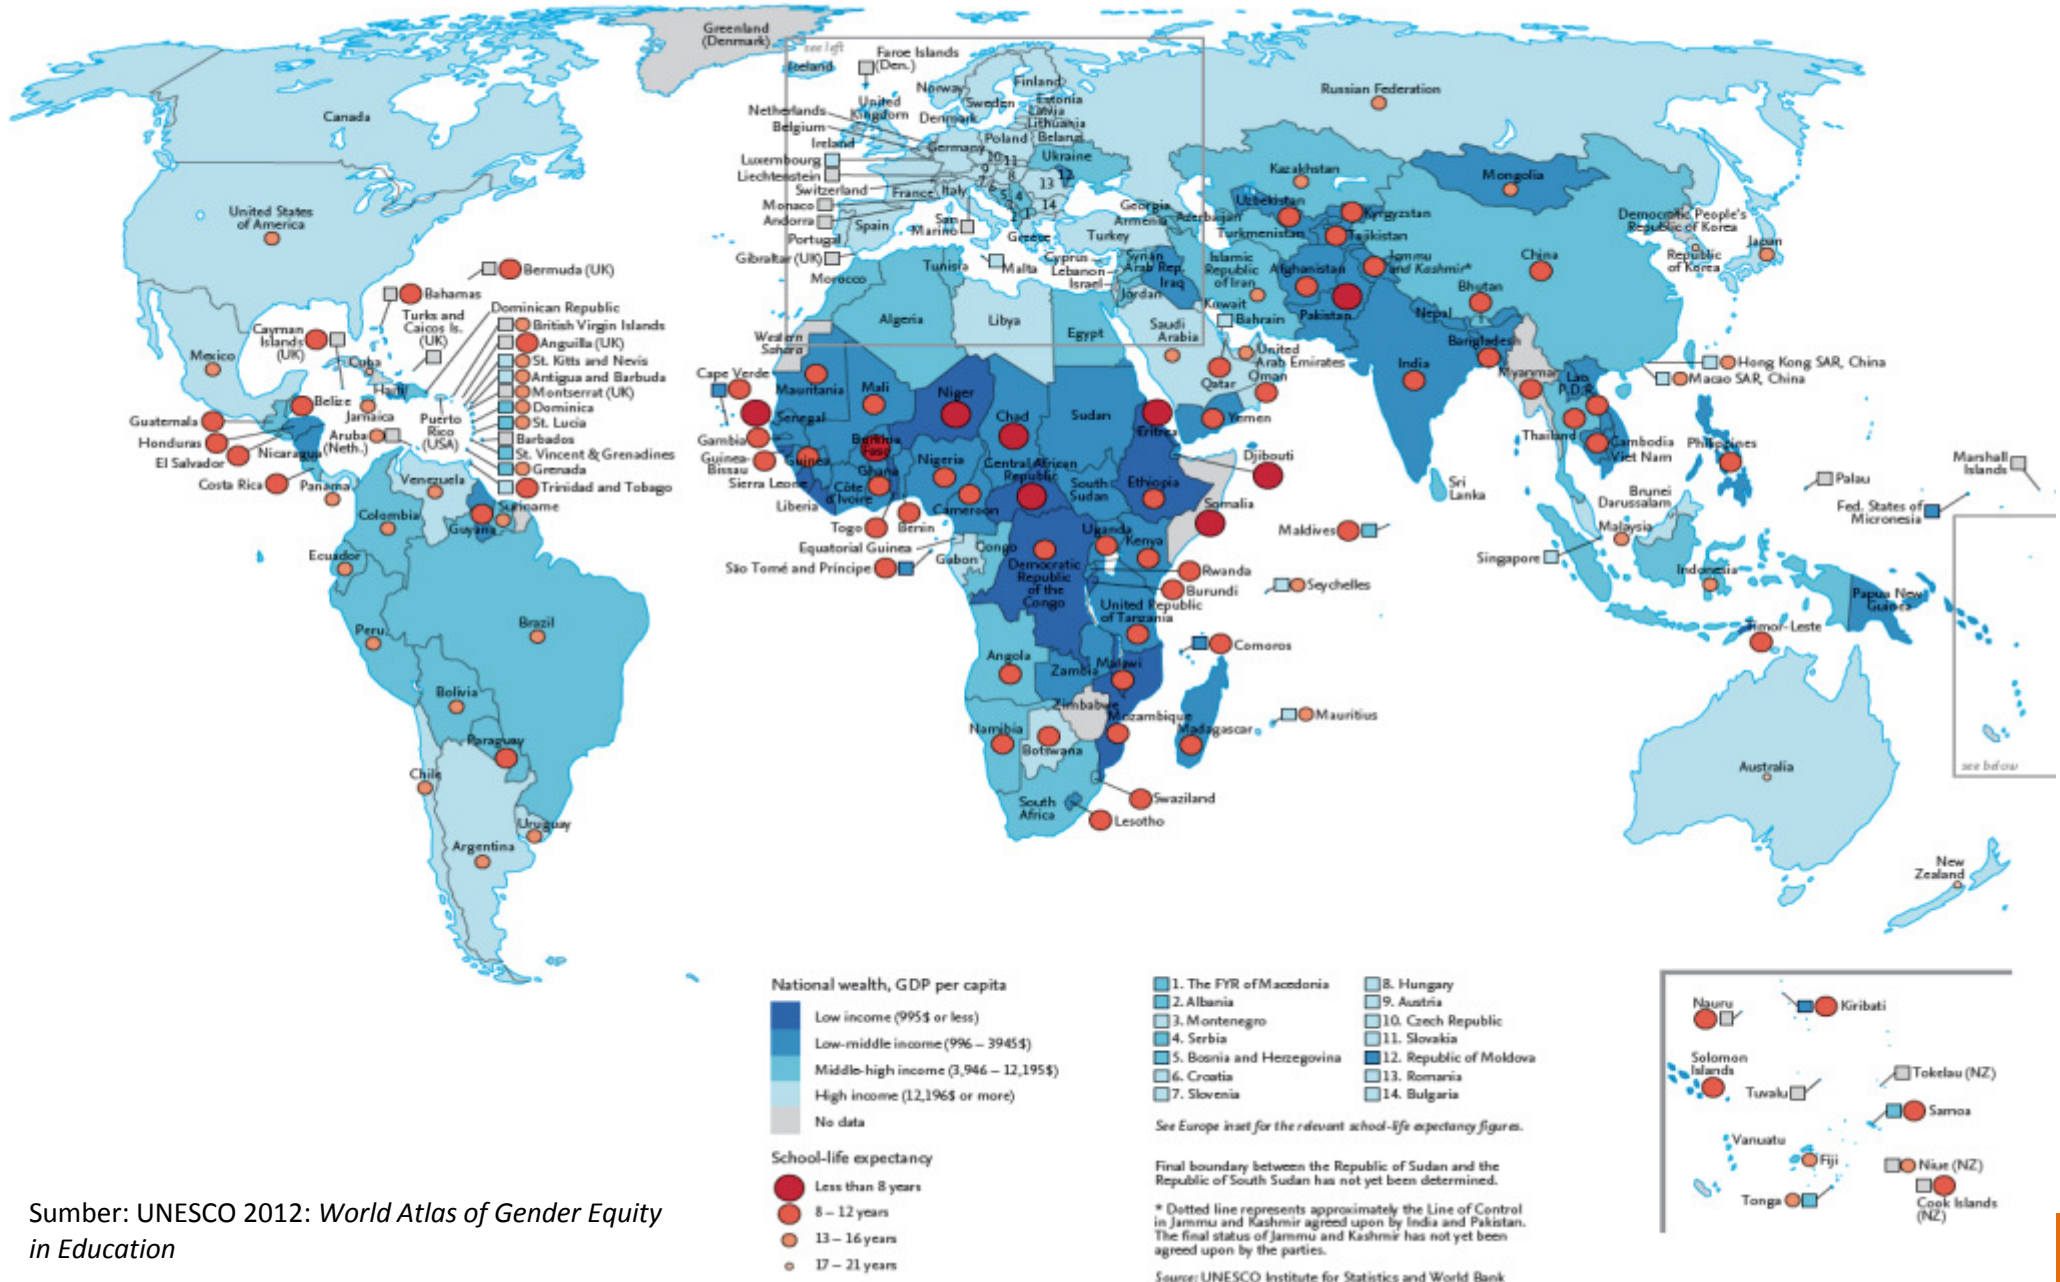 Greenland
(Denmark)
see left
Iceland
Faroe Islands
(Den.)
Norway
Sweden
Finland
Estonia
Latvia
Lithuania
Belarus
Denmark
United
Kingdom
Netherlands
Belgium
Ireland
Luxembourg
Liechtenstein
Switzerland
Monaco
Andorra
Portugal
Gibraltar (UK)
Germany
Poland
Ukraine
France
Italy
Spain
San
Marino
Greece
Turkey
Malta
Cyprus
Lebanon
Israel
Syrian
Arab Rep.
Iraq
Jordan
Georgia
Armenia
Azerbaijan
Tunisia
Morocco
10
11
9
8
7
6
5
4
12
13
14
Russian Federation
Canada
United States
of America
Mexico
Bermuda (UK)
Bahamas
Turks and
Caicos Is.
(UK)
Cayman
Islands
(UK)
Cuba
Haiti
Dominican Republic
British Virgin Islands
Anguilla (UK)
St. Kitts and Nevis
Antigua and Barbuda
Montserrat (UK)
Dominica
St. Lucia
Barbados
St. Vincent & Grenadines
Grenada
Trinidad and Tobago
Puerto
Rico
(USA)
Belize
Jamaica
Aruba
(Neth.)
Guatemala
Honduras
El Salvador
Nicaragua
Costa Rica
Panama
Venezuela
Colombia
Guyana
Suriname
Ecuador
Peru
Brazil
Bolivia
Paraguay
Chile
Uruguay
Argentina
Kazakhstan
Mongolia
Uzbekistan
Kyrgyzstan
Turkmenistan
Tajikistan
Islamic
Republic
of Iran
Afghanistan
Jammu
and Kashmir*
China
Democratic People's
Republic of Korea
Republic
of Korea
Japan
Kuwait
Bahrain
Pakistan
Nepal
Bhutan
Bangladesh
India
Myanmar
Lao
P.D.R.
Thailand
Cambodia
Viet Nam
Philippines
Hong Kong SAR, China
Macao SAR, China
Saudi
Arabia
United
Arab Emirates
Qatar
Oman
Yemen
Western
Sahara
Algeria
Libya
Egypt
Cape Verde
Mauritania
Mali
Niger
Chad
Sudan
Eritrea
Senegal
Gambia
Guinea-
Bissau
Guinea
Sierra Leone
Liberia
Burkina
Faso
Ghana
Côte
d'Ivoire
Togo
Benin
Nigeria
Cameroon
Central African
Republic
South
Sudan
Ethiopia
Djibouti
Somalia
Equatorial Guinea
São Tomé and Príncipe
Gabon
Congo
Democratic
Republic
of the
Congo
Uganda
Kenya
Rwanda
Burundi
United Republic
of Tanzania
Maldives
Seychelles
Comoros
Mauritius
Angola
Zambia
Malawi
Zimbabwe
Mozambique
Namibia
Botswana
Madagascar
South
Africa
Swaziland
Lesotho
Sri
Lanka
Brunei
Darussalam
Malaysia
Singapore
Indonesia
Palau
Marshall
Islands
Fed. States of
Micronesia
Papua New
Guinea
Timor-Leste
Australia
New
Zealand
see below
National wealth, GDP per capita
Low income (995$ or less)
Low-middle income (996 – 3945$)
Middle-high income (3,946 – 12,195$)
High income (12,196$ or more)
No data
School-life expectancy
Less than 8 years
8 – 12 years
13 – 16 years
17 – 21 years
1. The FYR of Macedonia
2. Albania
3. Montenegro
4. Serbia
5. Bosnia and Herzegovina
6. Croatia
7. Slovenia
8. Hungary
9. Austria
10. Czech Republic
11. Slovakia
12. Republic of Moldova
13. Romania
14. Bulgaria
See Europe inset for the relevant school-life expectancy figures.
Final boundary between the Republic of Sudan and the
Republic of South Sudan has not yet been determined.
* Dotted line represents approximately the Line of Control
in Jammu and Kashmir agreed upon by India and Pakistan.
The final status of Jammu and Kashmir has not yet been
agreed upon by the parties.
Source: UNESCO Institute for Statistics and World Bank
Nauru
Kiribati
Solomon
Islands
Tuvalu
Tokelau (NZ)
Samoa
Vanuatu
Fiji
Niue (NZ)
Tonga
Cook Islands
(NZ)
Sumber: UNESCO 2012: World Atlas of Gender Equity
in Education